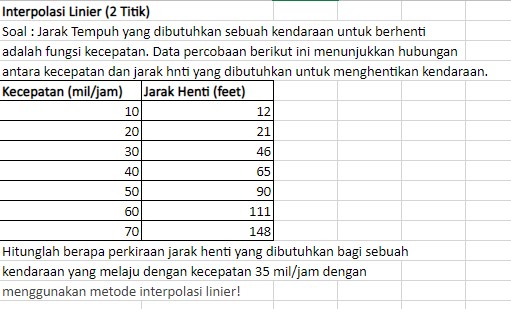 Interpolasi Linier (2 Titik)
Soal : Jarak Tempuh yang dibutuhkan sebuah kendaraan untuk berhenti
adalah fungsi kecepatan. Data percobaan berikut ini menunjukkan hubungan
antara kecepatan dan jarak hnti yang dibutuhkan untuk menghentikan kendaraan.
Kecepatan (mil/jam) Jarak Henti (feet)
10 12
20 21
30 46
40 65
50 90
60 111
70 148
Hitunglah berapa perkiraan jarak henti yang dibutuhkan bagi sebuah
kendaraan yang melaju dengan kecepatan 35 mil/jam dengan
menggunakan metode interpolasi linier!